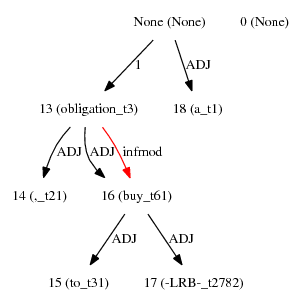 None (None) 0 (None)
1 ADJ
13 (obligation_t3) 18 (a_t1)
ADJ ADJ infmod
14 (,_t21) 16 (buy_t61)
ADJ ADJ
15 (to_t31) 17 (-LRB-_t2782)